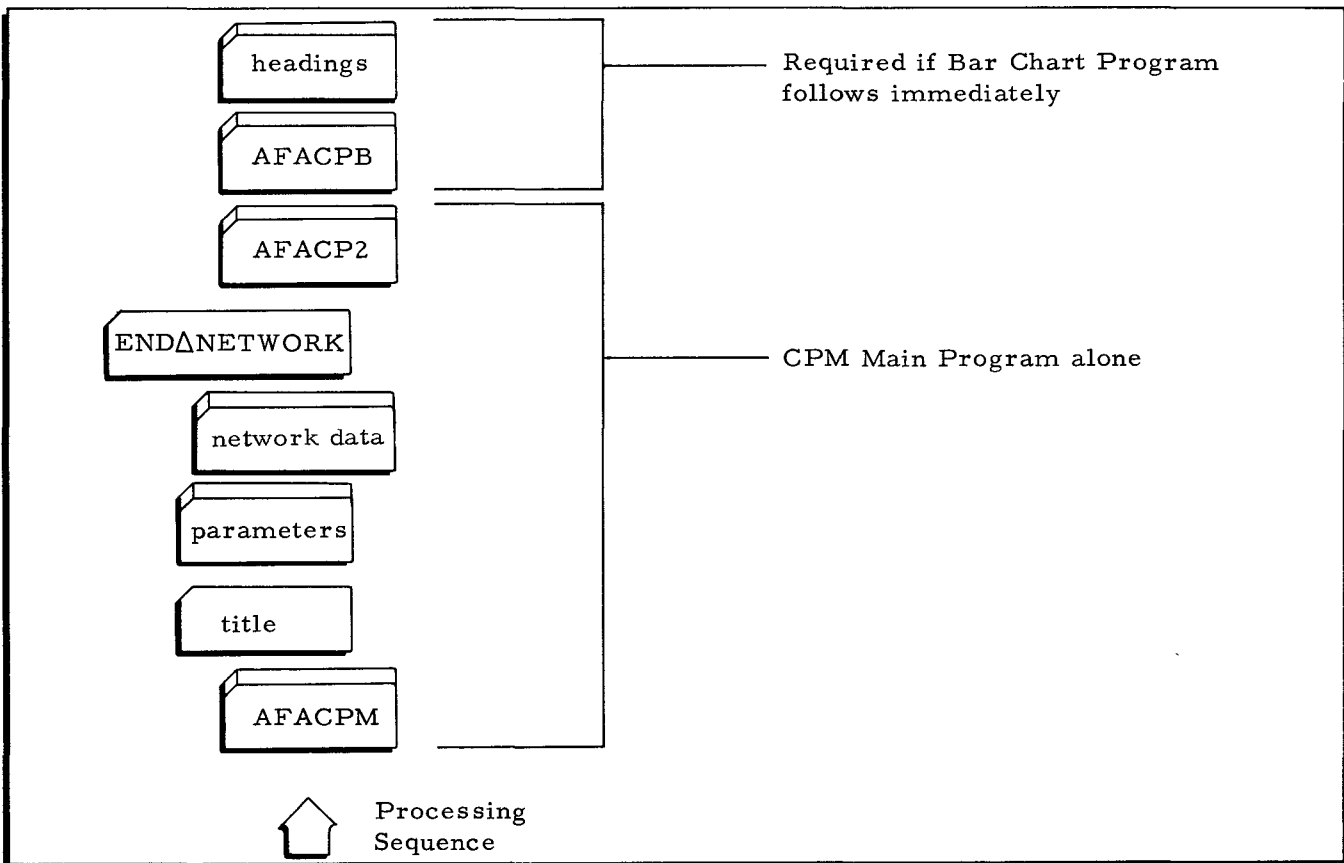 headings
Required if Bar Chart Program
follows immediately
AFACPB
AFACP2
END∆NETWORK
CPM Main Program alone
network data
parameters
title
AFACPM
Processing
Sequence